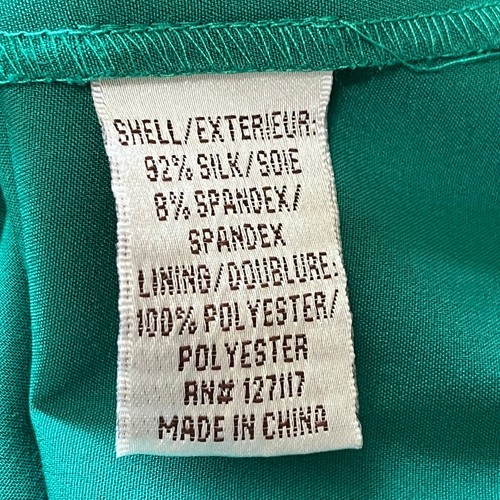 SHELL/EXTERIEUR:
92% SILK/SOIE
8% SPANDEX/
SPANDEX
LINING/DOUBLURE:
100% POLYESTER/
POLYESTER
RN# 127117
MADE IN CHINA